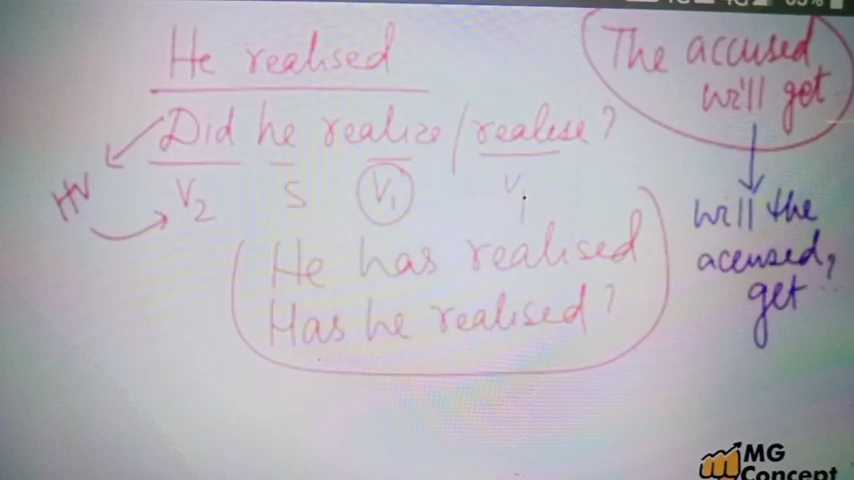 He realised
Did he realize/realise?
HV
V2 S V1 V1
He has realised
Has he realised?
The accused
will get
will the
accused,
get ?
MG
Concept